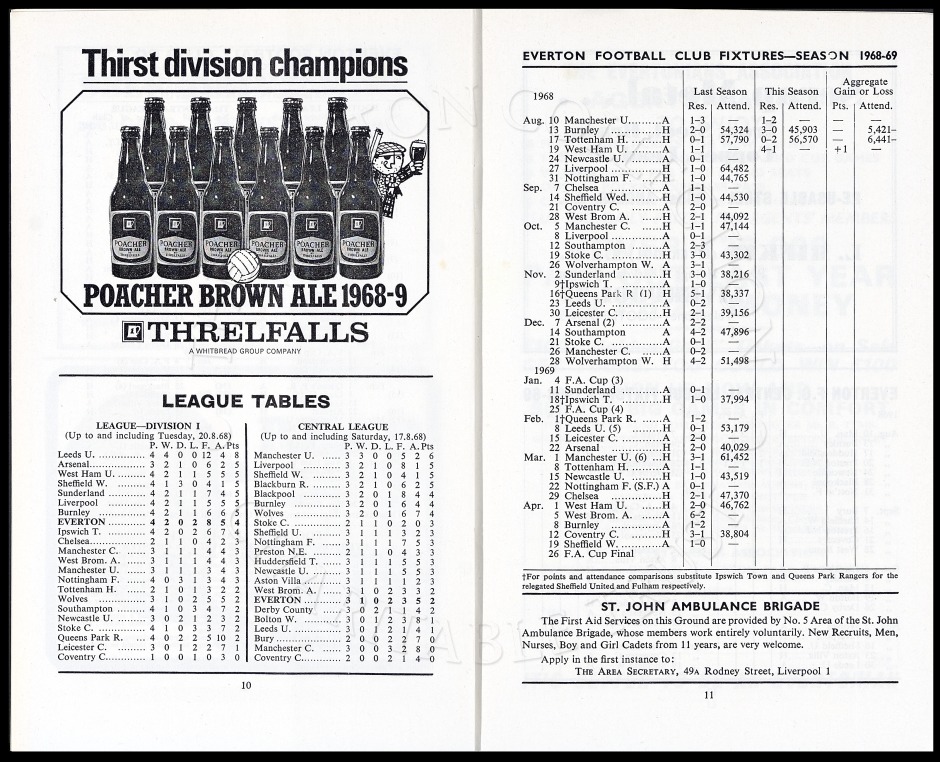 Thirst division champions
POACHER BROWN ALE
POACHER BROWN ALE
POACHER BROWN ALE
POACHER BROWN ALE
POACHER BROWN ALE
POACHER BROWN ALE
POACHER BROWN ALE 1968-9
THRELFALLS
A WHITBREAD GROUP COMPANY
LEAGUE TABLES
LEAGUE—DIVISION I
(Up to and including Tuesday, 20.8.68)
P. W. D. L. F. A. Pts
Leeds U. 4 4 0 0 12 4 8
Arsenal 3 2 1 0 6 2 5
West Ham U. 4 2 1 1 5 5 5
Sheffield W. 4 1 3 0 4 1 5
Sunderland 4 2 1 1 7 4 5
Liverpool 4 2 1 1 5 5 5
Burnley 4 2 1 1 6 6 5
EVERTON 4 2 0 2 8 5 4
Ipswich T. 4 2 0 2 6 7 4
Chelsea 2 1 1 0 4 2 3
Manchester C. 3 1 1 1 4 4 3
West Brom. A. 3 1 1 1 4 4 3
Manchester U. 3 1 1 1 3 4 3
Nottingham F. 4 0 3 1 3 4 3
Tottenham H. 2 1 0 1 3 2 2
Wolves 3 1 0 2 5 5 2
Southampton 4 1 0 3 4 7 2
Newcastle U. 3 0 2 1 2 3 2
Stoke C. 4 1 0 3 3 7 2
Queens Park R. 4 0 2 2 5 10 2
Leicester C. 3 0 1 2 2 7 1
Coventry C. 1 0 0 1 0 3 0
CENTRAL LEAGUE
(Up to and including Saturday, 17.8.68)
P. W. D. L. F. A. Pts
Manchester U. 3 3 0 0 5 2 6
Liverpool 3 2 1 0 8 1 5
Sheffield W. 3 2 1 0 4 1 5
Blackburn R. 3 2 1 0 6 2 5
Blackpool 3 2 0 1 8 4 4
Burnley 3 2 0 1 6 4 4
Wolves 3 2 0 1 6 7 4
Stoke C. 2 1 1 0 2 0 3
Sheffield U. 3 1 1 1 3 2 3
Nottingham F. 3 1 1 1 7 5 3
Preston N.E. 2 1 1 0 4 3 3
Huddersfield T. 3 1 1 1 5 5 3
Newcastle U. 3 1 1 1 5 5 3
Aston Villa 3 1 1 1 1 2 3
West Brom. A. 3 1 0 2 3 3 2
EVERTON 3 1 0 2 3 5 2
Derby County 3 0 2 1 1 4 2
Bolton W. 3 0 1 2 3 8 1
Leeds U. 3 0 1 2 1 4 1
Bury 2 0 0 2 2 7 0
Manchester C. 3 0 0 3 2 8 0
Coventry C. 2 0 0 2 1 4 0
10
EVERTON FOOTBALL CLUB FIXTURES—SEASON 1968-69
1968
Last Season This Season Aggregate Gain or Loss
Res. Attend. Res. Attend. Pts. Attend.
Aug. 10 Manchester U. A 1–3 — 1–2 — — —
13 Burnley H 2–0 54,324 3–0 45,903 — 5,421–
17 Tottenham H. H 0–1 57,790 0–2 56,570 — 6,441–
19 West Ham U. A 1–1 — 4–1 — +1 —
24 Newcastle U. A 0–1 —
27 Liverpool H 1–0 64,482
31 Nottingham F. H 1–0 44,765
Sep. 7 Chelsea A 1–1 —
14 Sheffield Wed. H 1–0 44,530
21 Coventry C. A 2–0 —
28 West Brom A. H 2–1 44,092
Oct. 5 Manchester C. H 1–1 47,144
8 Liverpool A 0–1 —
12 Southampton A 2–3 —
19 Stoke C. H 3–0 43,302
26 Wolverhampton W. A 3–1 —
Nov. 2 Sunderland H 3–0 38,216
9†Ipswich T. A 1–0 —
16†Queens Park R (1) H 5–1 38,337
23 Leeds U. A 0–2 —
30 Leicester C. H 2–1 39,156
Dec. 7 Arsenal (2) A 2–2 —
14 Southampton A 4–2 47,896
21 Stoke C. A 0–1 —
26 Manchester C. A 0–2 —
28 Wolverhampton W. H 4–2 51,498
1969
Jan. 4 F.A. Cup (3)
11 Sunderland A 0–1 —
18†Ipswich T. H 1–0 37,994
25 F.A. Cup (4)
Feb. 1†Queens Park R. A 1–2 —
8 Leeds U. (5) H 0–1 53,179
15 Leicester C. A 2–0 —
22 Arsenal H 2–0 40,029
Mar. 1 Manchester U. (6) H 3–1 61,452
8 Tottenham H. A 1–1 —
15 Newcastle U. H 1–0 43,519
22 Nottingham F. (S.F.) A 0–1 —
29 Chelsea H 2–1 47,370
Apr. 1 West Ham U. H 2–0 46,762
5 West Brom. A. A 6–2 —
8 Burnley A 1–2 —
12 Coventry C. H 3–1 38,804
19 Sheffield W. A 1–0 —
26 F.A. Cup Final
†For points and attendance comparisons substitute Ipswich Town and Queens Park Rangers for the
relegated Sheffield United and Fulham respectively.
ST. JOHN AMBULANCE BRIGADE
The First Aid Services on this Ground are provided by No. 5 Area of the St. John
Ambulance Brigade, whose members work entirely voluntarily. New Recruits, Men,
Nurses, Boy and Girl Cadets from 11 years, are very welcome.
Apply in the first instance to:
THE AREA SECRETARY, 49A Rodney Street, Liverpool 1
11